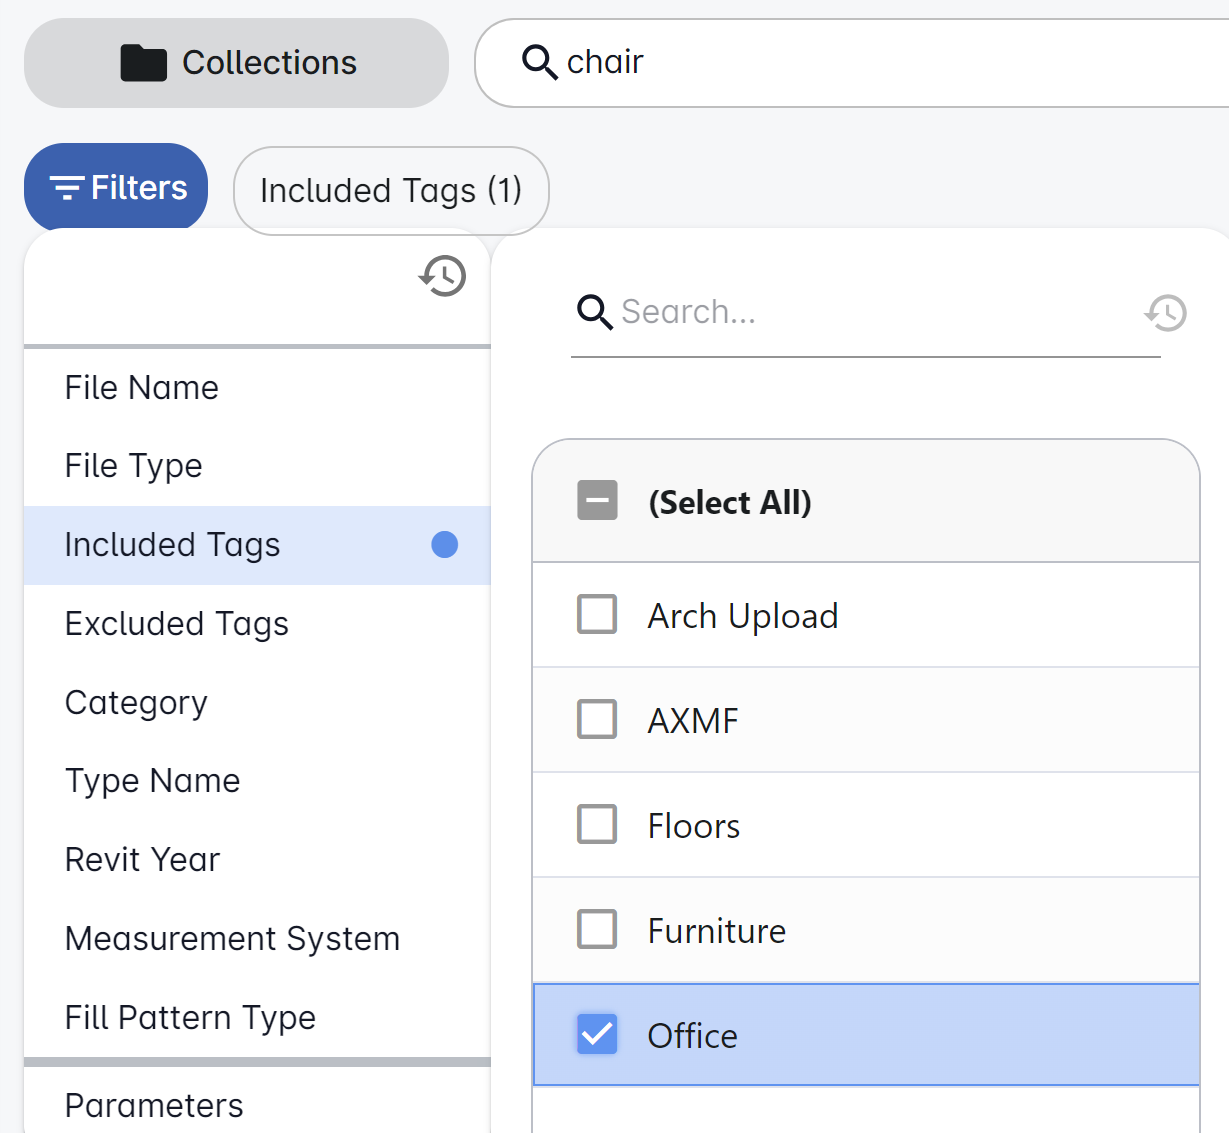 Collections
chair
Filters
Included Tags (1)
Search...
File Name
File Type
Included Tags
Excluded Tags
Category
Type Name
Revit Year
Measurement System
Fill Pattern Type
Parameters
(Select All)
Arch Upload
AXMF
Floors
Furniture
Office